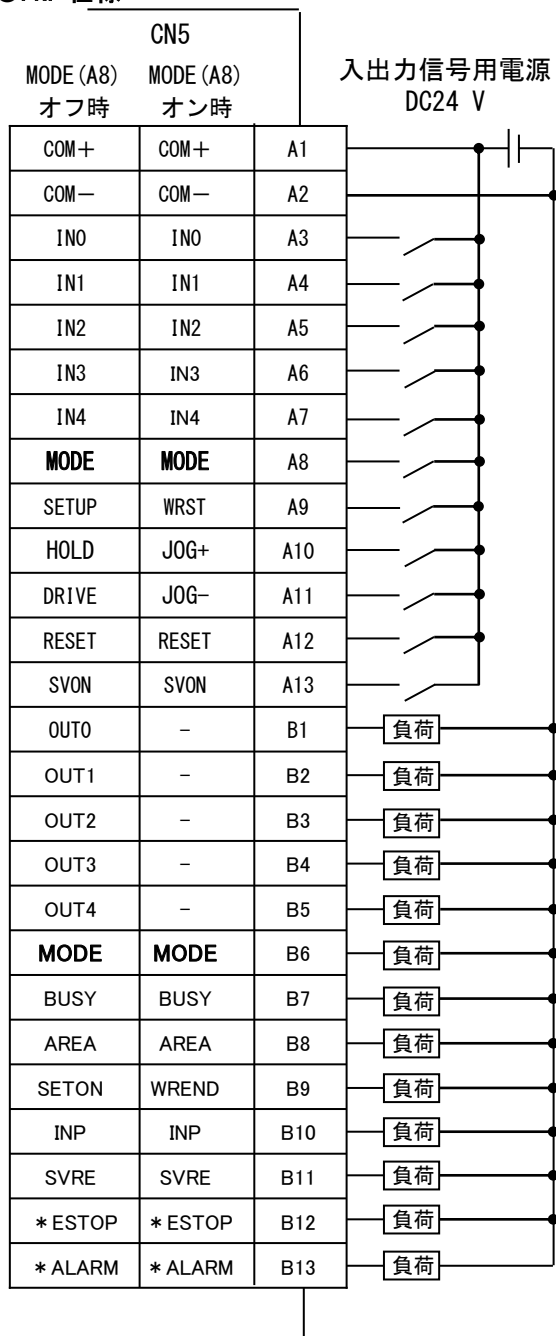 CN5
MODE(A8) MODE(A8)
オフ時 オン時
入出力信号用電源
DC24 V
COM+ COM+ A1
COM- COM- A2
IN0 IN0 A3
IN1 IN1 A4
IN2 IN2 A5
IN3 IN3 A6
IN4 IN4 A7
MODE MODE A8
SETUP WRST A9
HOLD JOG+ A10
DRIVE JOG- A11
RESET RESET A12
SVON SVON A13
OUT0 - B1 負荷
OUT1 - B2 負荷
OUT2 - B3 負荷
OUT3 - B4 負荷
OUT4 - B5 負荷
MODE MODE B6 負荷
BUSY BUSY B7 負荷
AREA AREA B8 負荷
SETON WREND B9 負荷
INP INP B10 負荷
SVRE SVRE B11 負荷
*ESTOP *ESTOP B12 負荷
*ALARM *ALARM B13 負荷